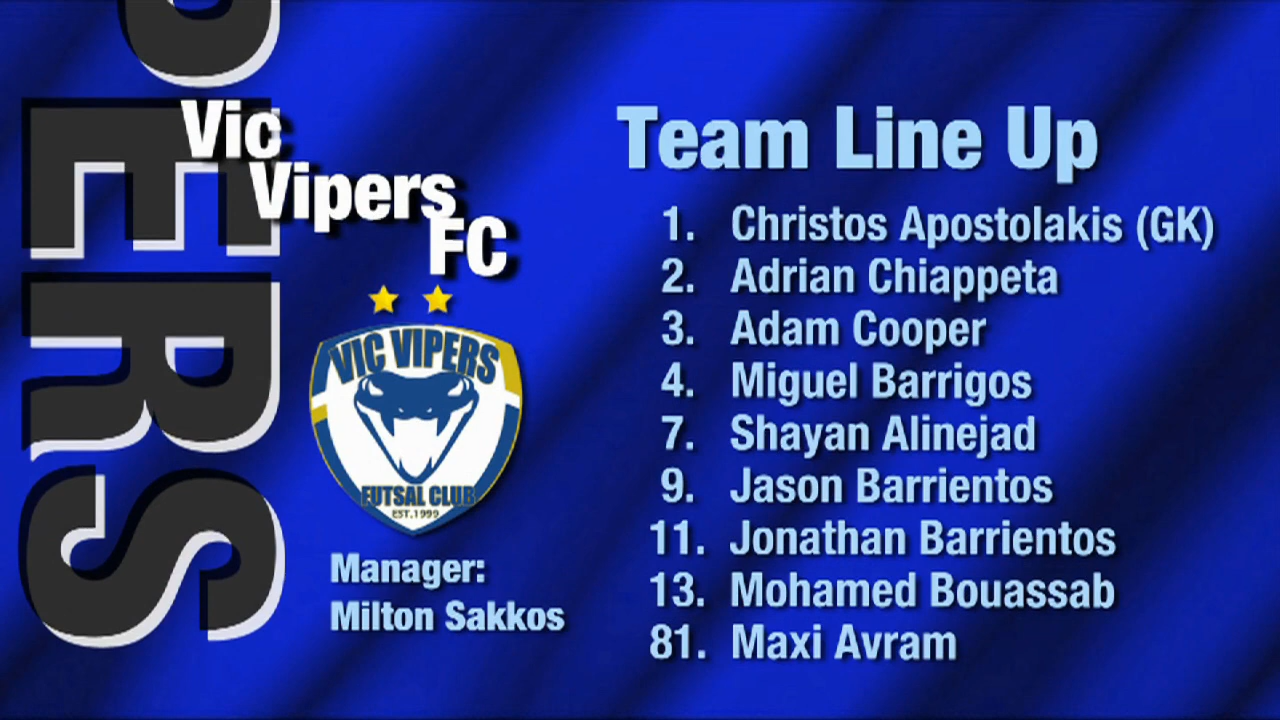 PERS
Vic
Vipers
FC
VIC VIPERS
FUTSAL CLUB
EST.1999
Manager:
Milton Sakkos
Team Line Up
1. Christos Apostolakis (GK)
2. Adrian Chiappeta
3. Adam Cooper
4. Miguel Barrigos
7. Shayan Alinejad
9. Jason Barrientos
11. Jonathan Barrientos
13. Mohamed Bouassab
81. Maxi Avram